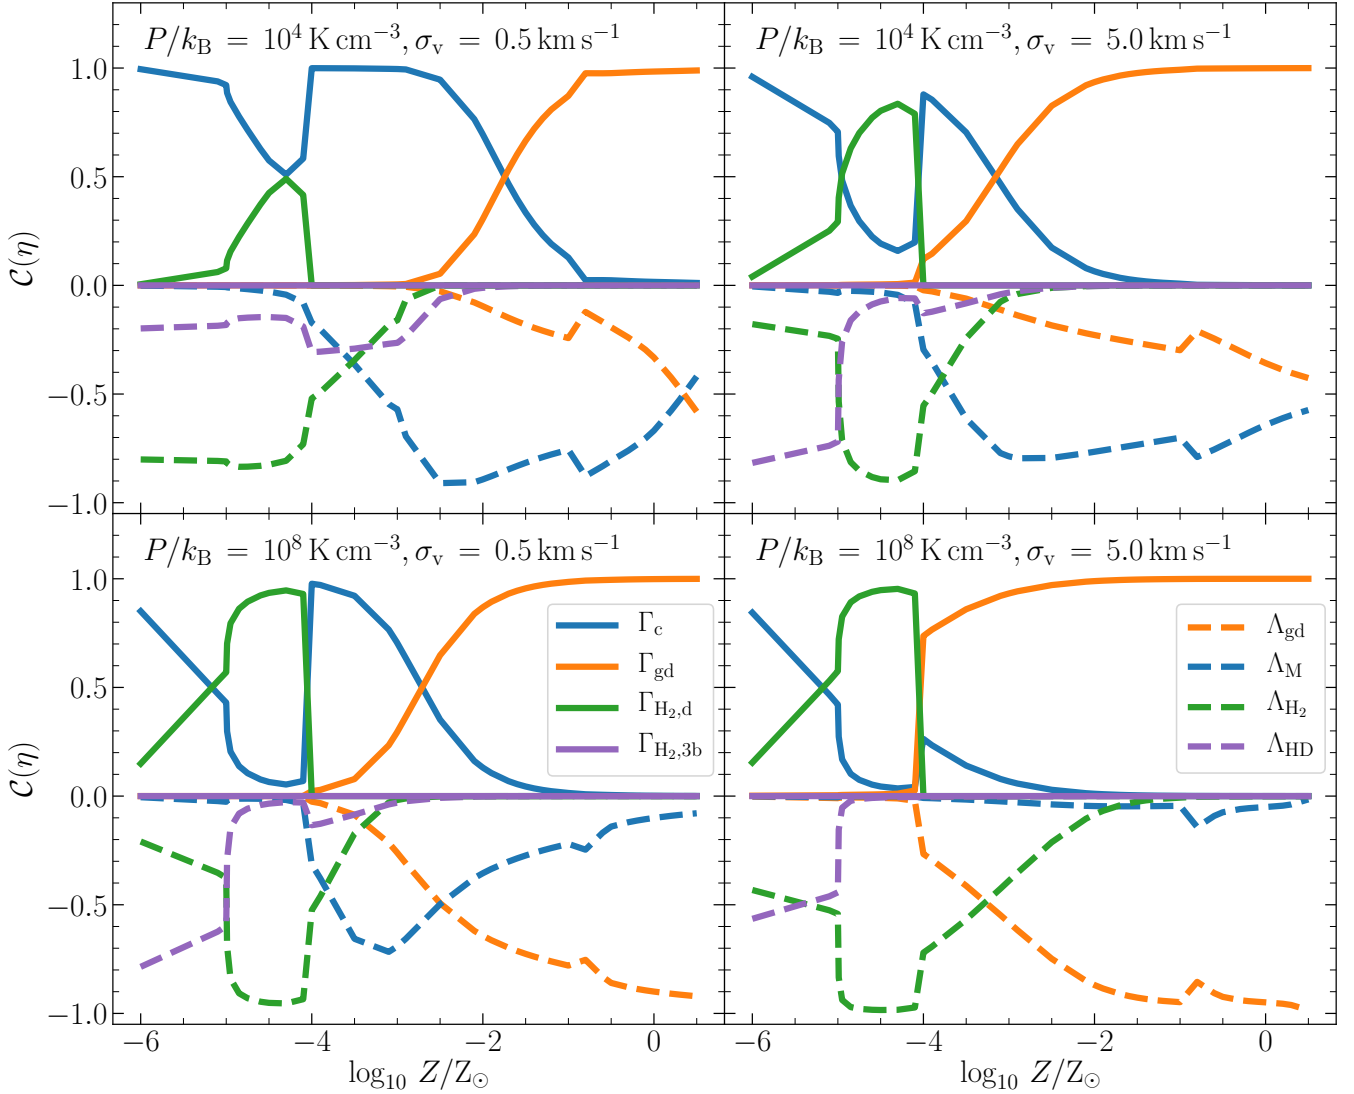 P/k_B = 10^4 K cm^−3, σ_v = 0.5 km s^−1
P/k_B = 10^4 K cm^−3, σ_v = 5.0 km s^−1
1.0
0.5
0.0
−0.5
−1.0
C(η)
P/k_B = 10^8 K cm^−3, σ_v = 0.5 km s^−1
P/k_B = 10^8 K cm^−3, σ_v = 5.0 km s^−1
1.0
0.5
0.0
−0.5
−1.0
C(η)
Γ_c
Γ_gd
Γ_H₂,d
Γ_H₂,3b
Λ_gd
Λ_M
Λ_H₂
Λ_HD
−6 −4 −2 0
−6 −4 −2 0
log₁₀ Z/Z⊙
log₁₀ Z/Z⊙